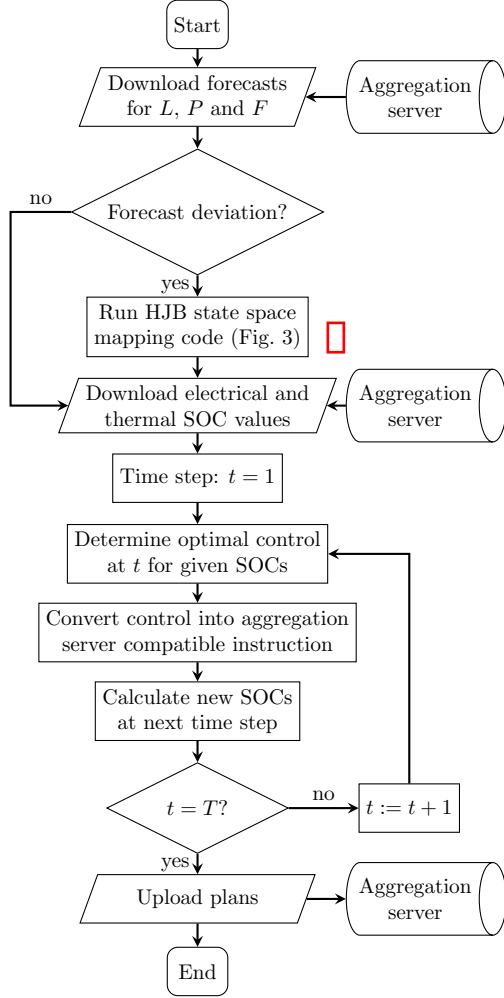 Start
Download forecasts
for L, P and F
Aggregation
server
Forecast deviation?
no
yes
Run HJB state space
mapping code (Fig. 3)
Download electrical and
thermal SOC values
Aggregation
server
Time step: t = 1
Determine optimal control
at t for given SOCs
Convert control into aggregation
server compatible instruction
Calculate new SOCs
at next time step
t = T?
no
t := t + 1
yes
Upload plans
Aggregation
server
End